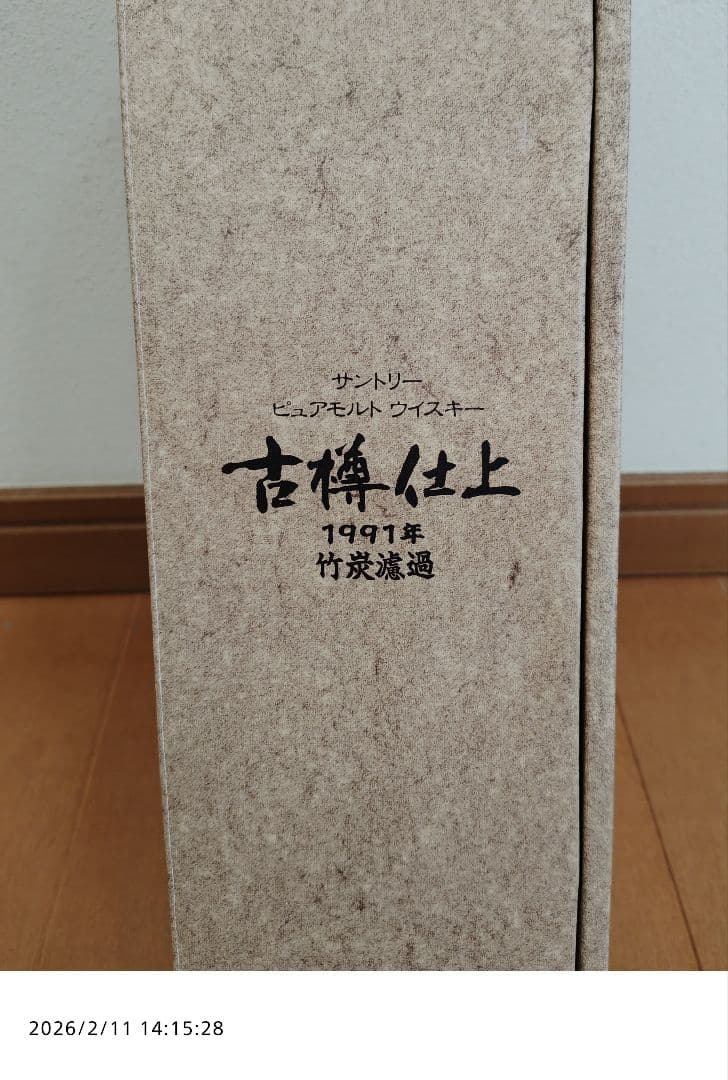 サントリー
ピュアモルト ウイスキー
古樽仕上
1991年
竹炭濾過
2026/2/11 14:15:28